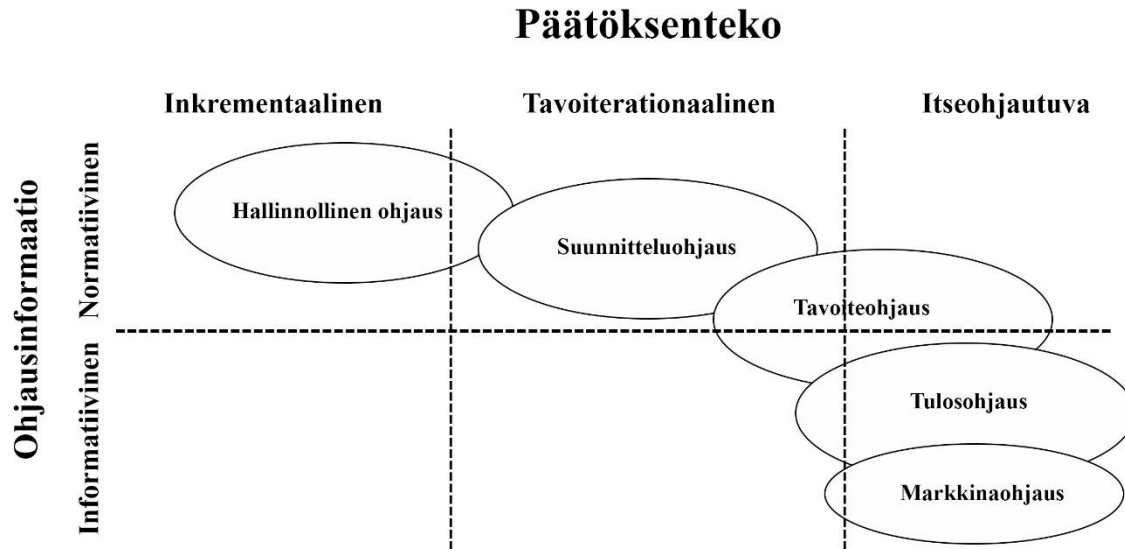 Päätöksenteko
Inkrementaalinen
Tavoiterationaalinen
Itseohjautuva
Ohjausinformaatio
Normatiivinen
Informatiivinen
Hallinnollinen ohjaus
Suunnitteluohjaus
Tavoiteohjaus
Tulosohjaus
Markkinaohjaus